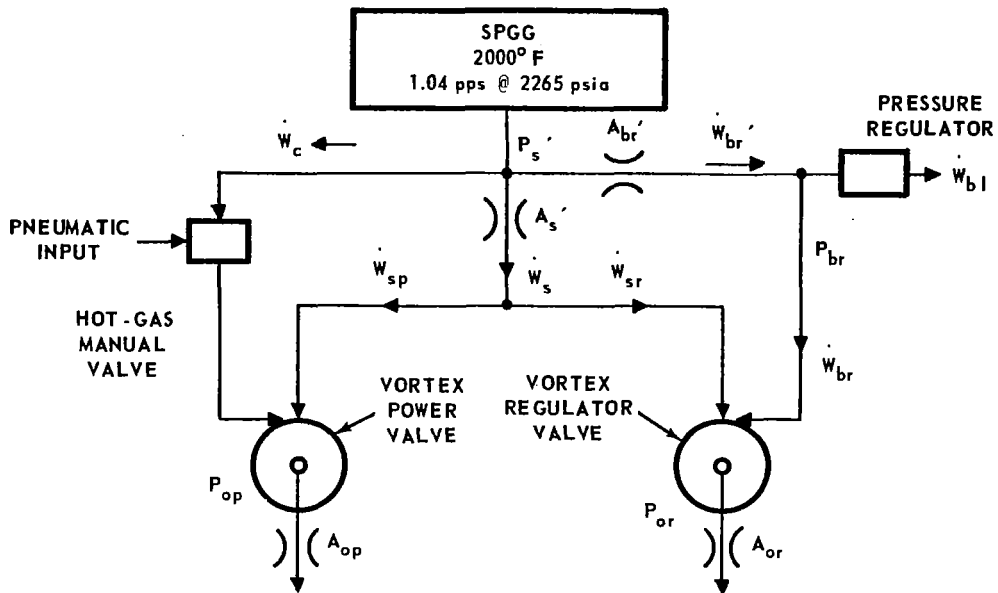 SPGG
2000° F
1.04 pps @ 2265 psia
PRESSURE
REGULATOR
Ẇc
Ps′
Abr′
Ẇbr′
Ẇbl
PNEUMATIC
INPUT
As′
Pbr
Ẇsp
Ẇs
Ẇsr
HOT-GAS
MANUAL
VALVE
Ẇbr
VORTEX
POWER
VALVE
VORTEX
REGULATOR
VALVE
Pop
Por
Aop
Aor